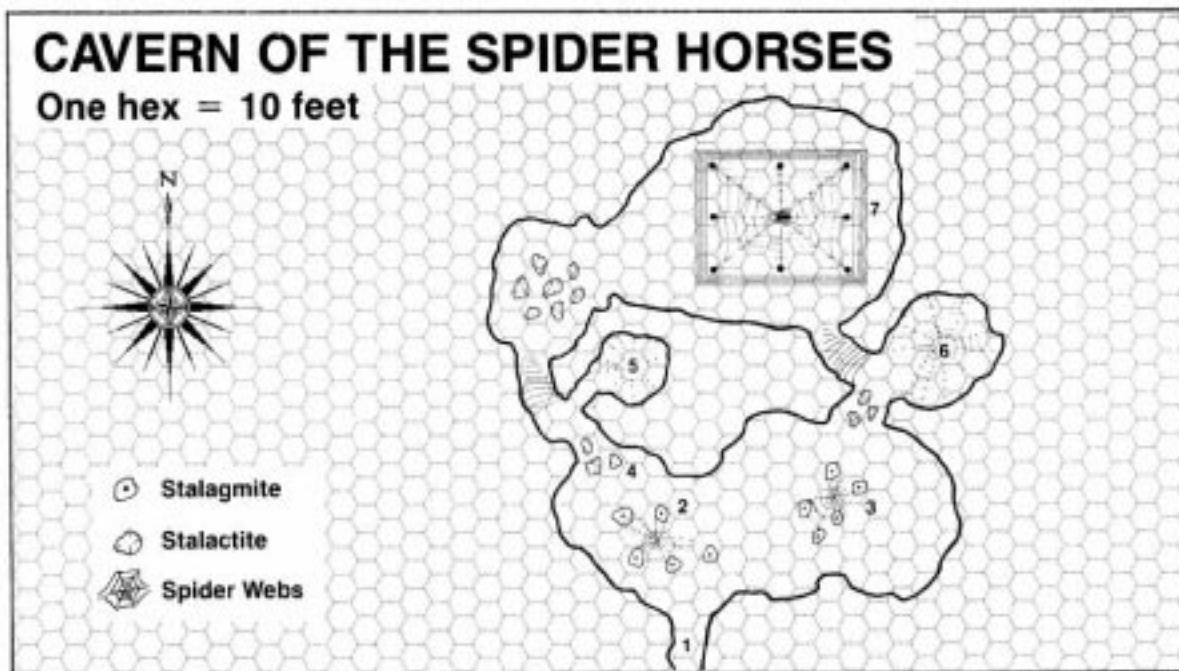 CAVERN OF THE SPIDER HORSES
One hex = 10 feet
N
7
6
5
4
2
3
1
Stalagmite
Stalactite
Spider Webs